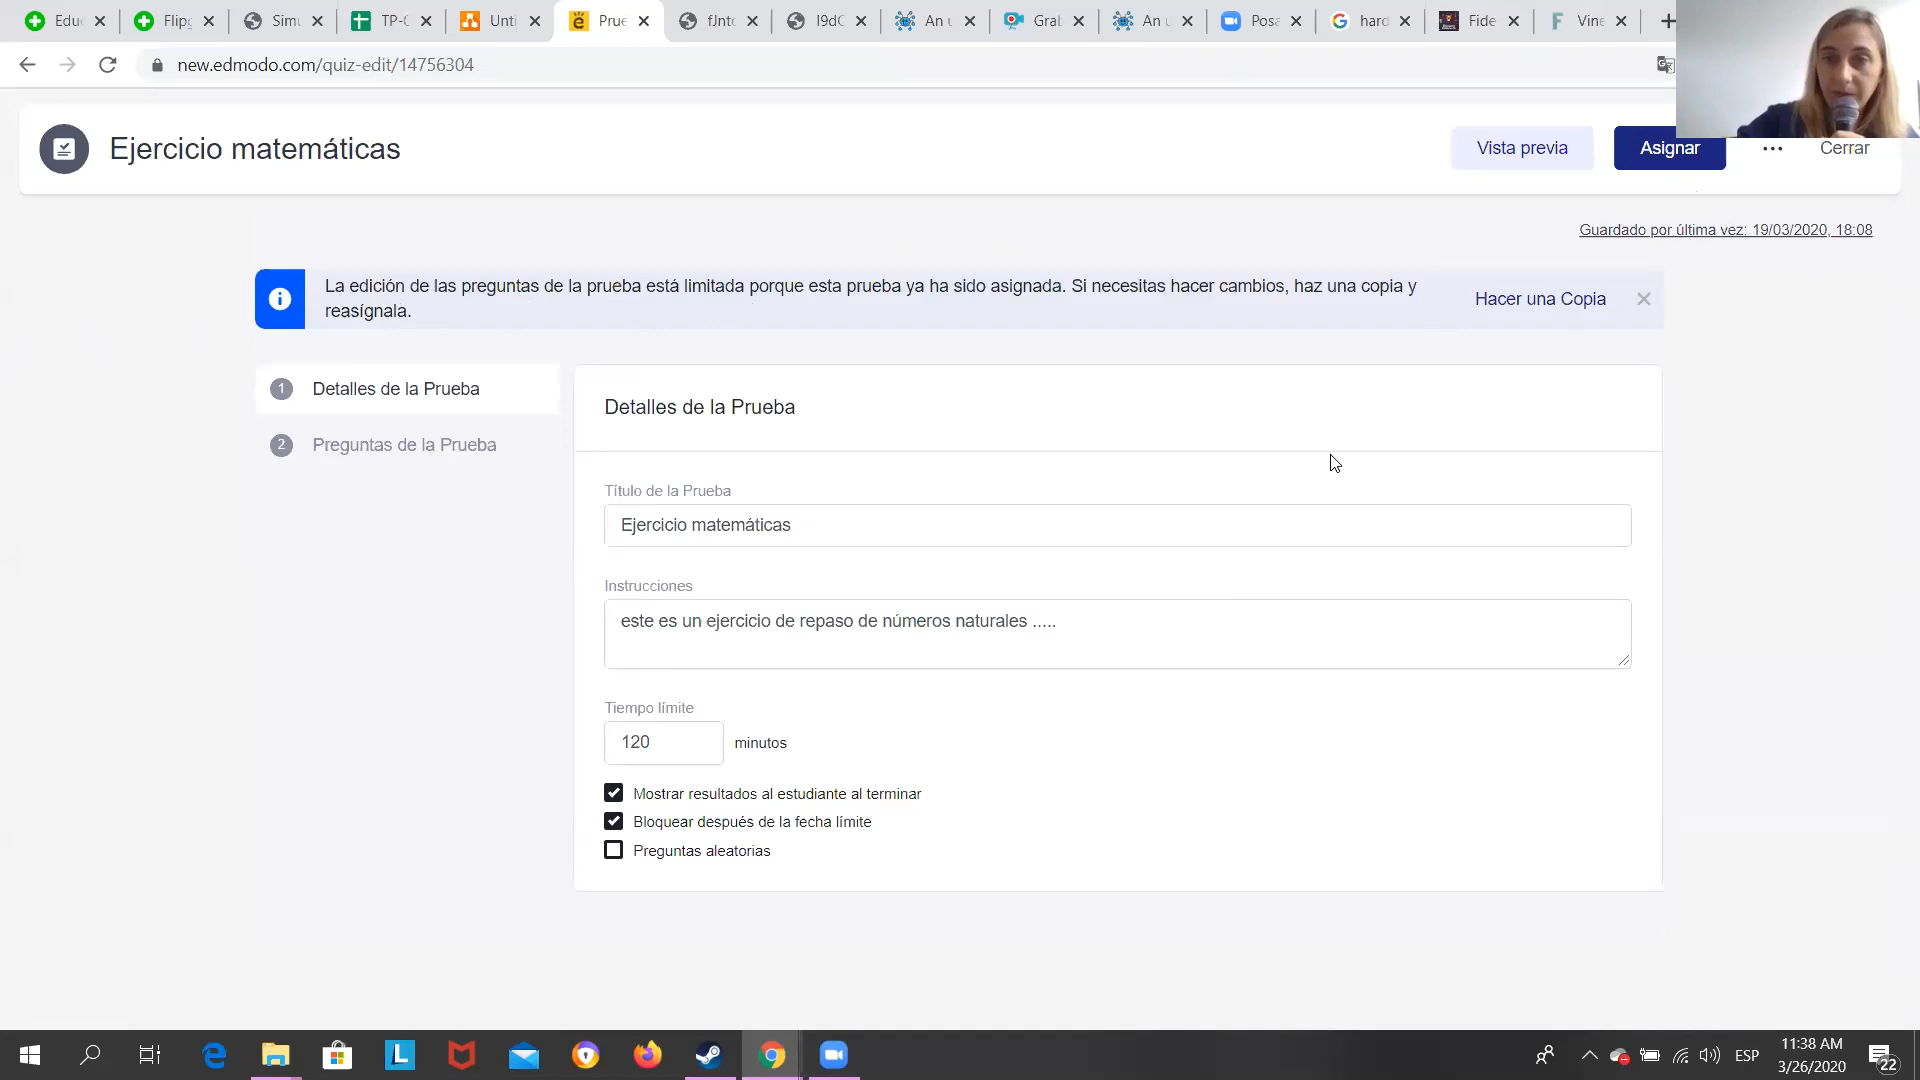 Edu
Flipg
Simu
TP-C
Unti
Prue
fJntc
I9dC
An u
Grab
An u
Posa
hard
Fide
Vine
new.edmodo.com/quiz-edit/14756304
Ejercicio matemáticas
Vista previa
Asignar
Cerrar
Guardado por última vez: 19/03/2020, 18:08
La edición de las preguntas de la prueba está limitada porque esta prueba ya ha sido asignada. Si necesitas hacer cambios, haz una copia y
reasígnala.
Hacer una Copia
1 Detalles de la Prueba
2 Preguntas de la Prueba
Detalles de la Prueba
Título de la Prueba
Ejercicio matemáticas
Instrucciones
este es un ejercicio de repaso de números naturales .....
Tiempo límite
120 minutos
Mostrar resultados al estudiante al terminar
Bloquear después de la fecha límite
Preguntas aleatorias
ESP
11:38 AM
3/26/2020
22